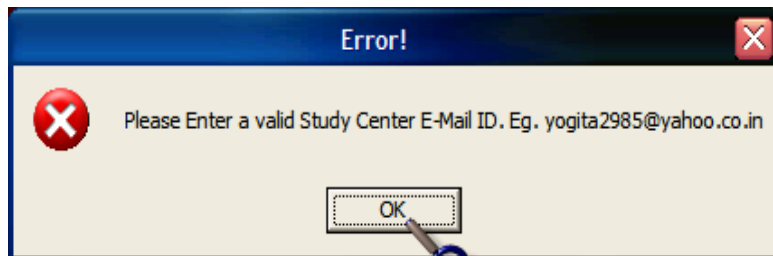 Error!
Please Enter a valid Study Center E-Mail ID. Eg. yogita2985@yahoo.co.in
OK